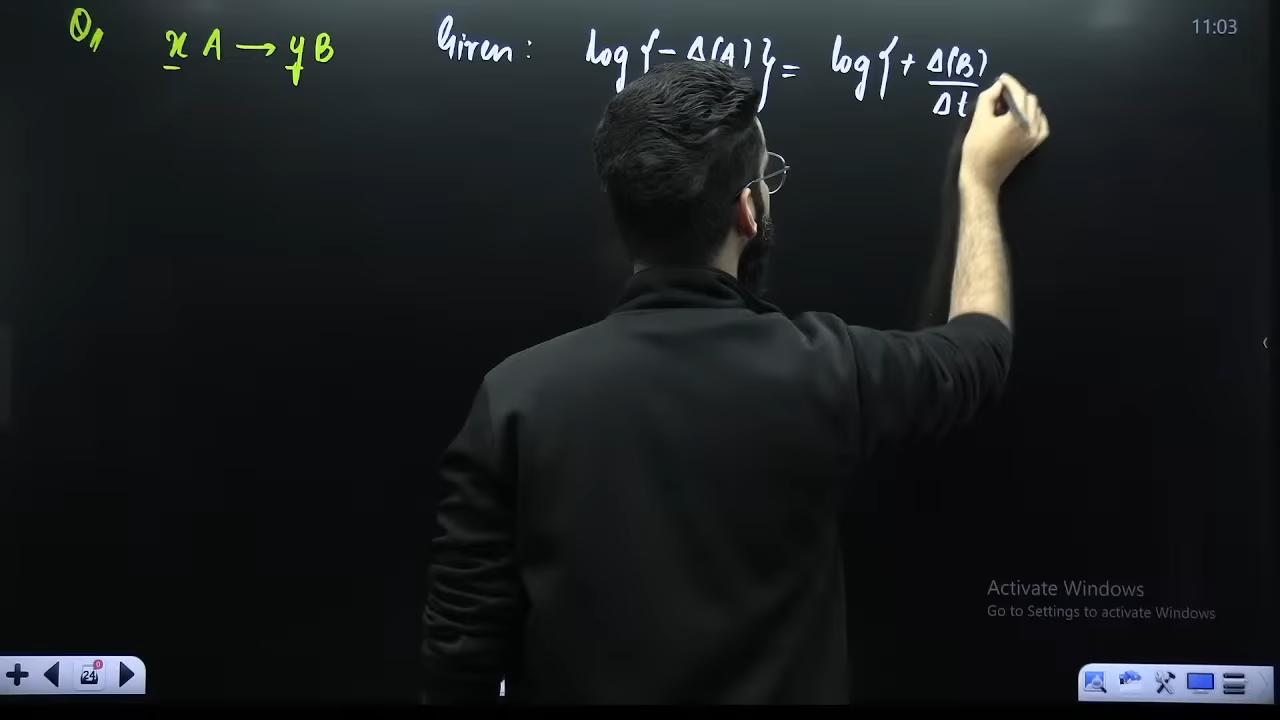 11:03
Q1 x A → y B Given : log { - Δ[A] } = log { + Δ[B] / Δt
Activate Windows
Go to Settings to activate Windows
24